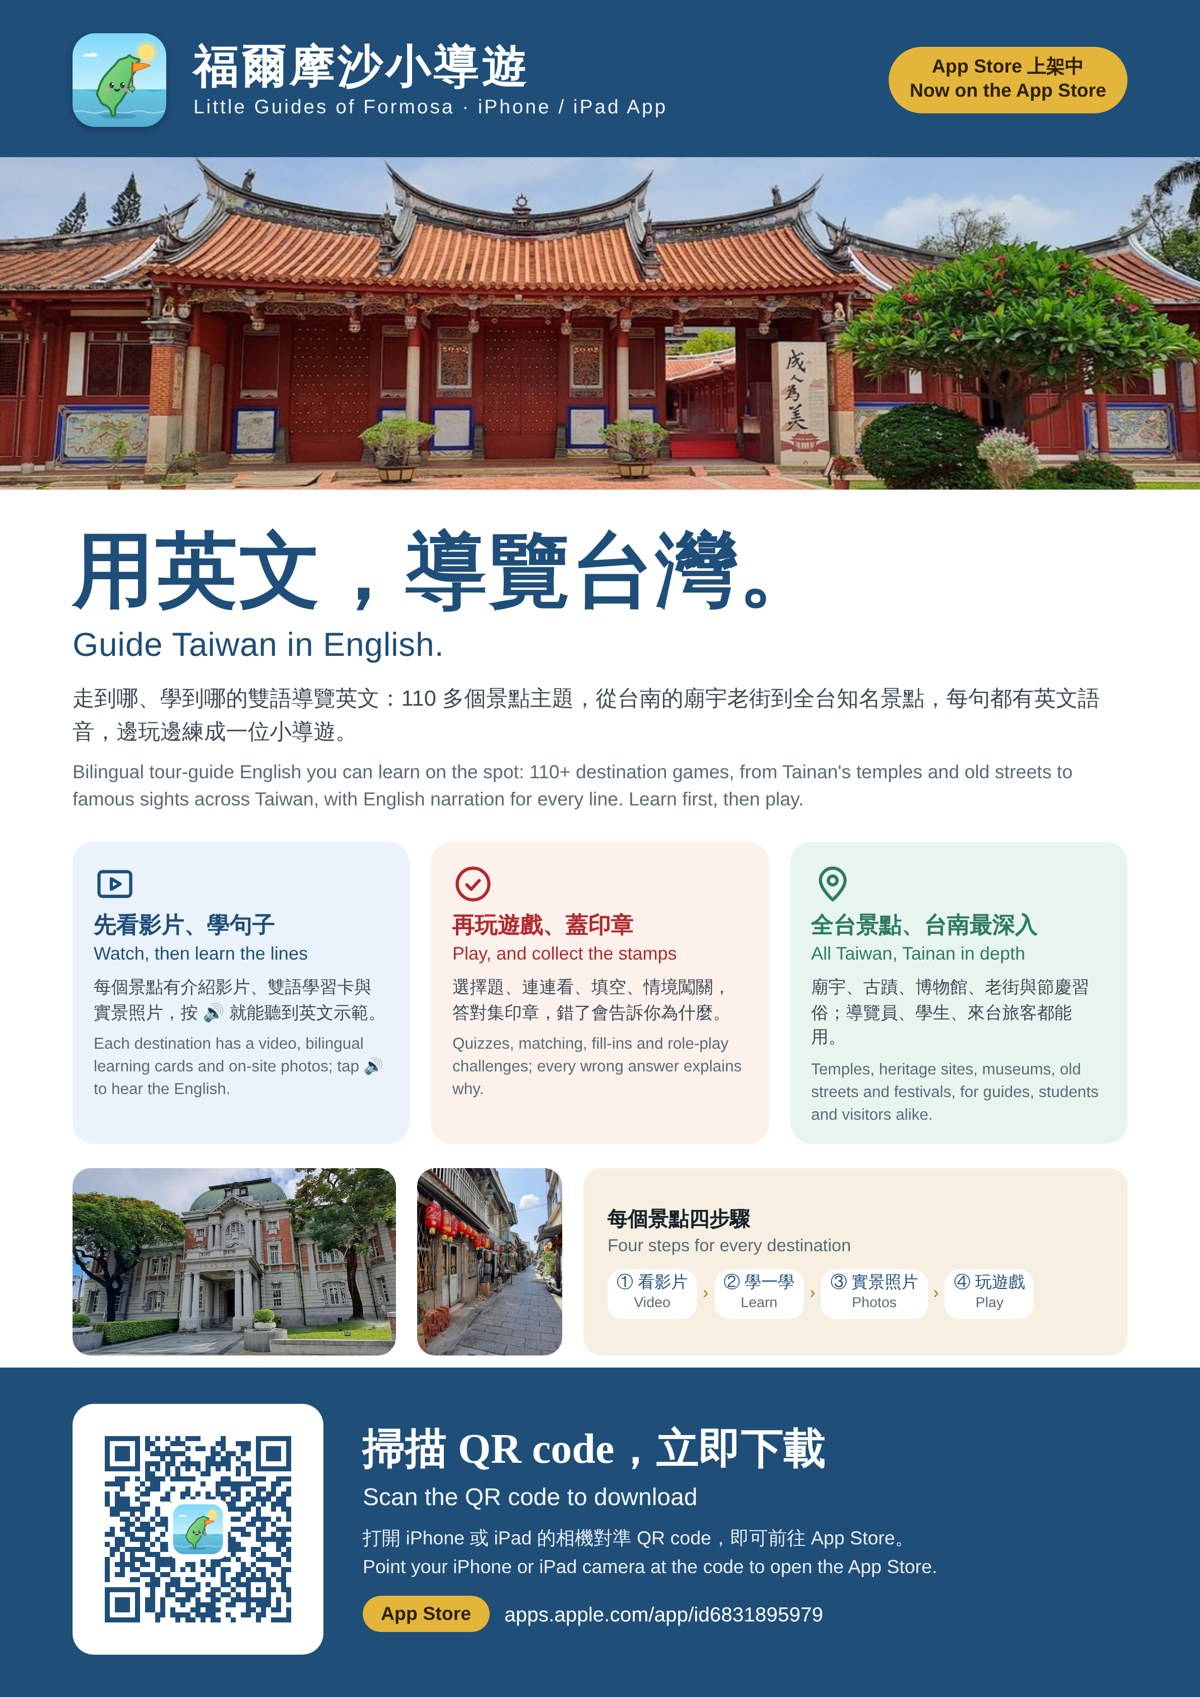 福爾摩沙小導遊
Little Guides of Formosa · iPhone / iPad App
App Store 上架中
Now on the App Store
成人為美
用英文，導覽台灣。
Guide Taiwan in English.
走到哪、學到哪的雙語導覽英文：110 多個景點主題，從台南的廟宇老街到全台知名景點，每句都有英文語
音，邊玩邊練成一位小導遊。
Bilingual tour-guide English you can learn on the spot: 110+ destination games, from Tainan's temples and old streets to
famous sights across Taiwan, with English narration for every line. Learn first, then play.
先看影片、學句子
Watch, then learn the lines
每個景點有介紹影片、雙語學習卡與
實景照片，按 🔊 就能聽到英文示範。
Each destination has a video, bilingual
learning cards and on-site photos; tap 🔊
to hear the English.
再玩遊戲、蓋印章
Play, and collect the stamps
選擇題、連連看、填空、情境闖關，
答對集印章，錯了會告訴你為什麼。
Quizzes, matching, fill-ins and role-play
challenges; every wrong answer explains
why.
全台景點、台南最深入
All Taiwan, Tainan in depth
廟宇、古蹟、博物館、老街與節慶習
俗；導覽員、學生、來台旅客都能
用。
Temples, heritage sites, museums, old
streets and festivals, for guides, students
and visitors alike.
每個景點四步驟
Four steps for every destination
① 看影片 › ② 學一學 › ③ 實景照片 › ④ 玩遊戲
Video Learn Photos Play
掃描 QR code，立即下載
Scan the QR code to download
打開 iPhone 或 iPad 的相機對準 QR code，即可前往 App Store。
Point your iPhone or iPad camera at the code to open the App Store.
App Store apps.apple.com/app/id6831895979